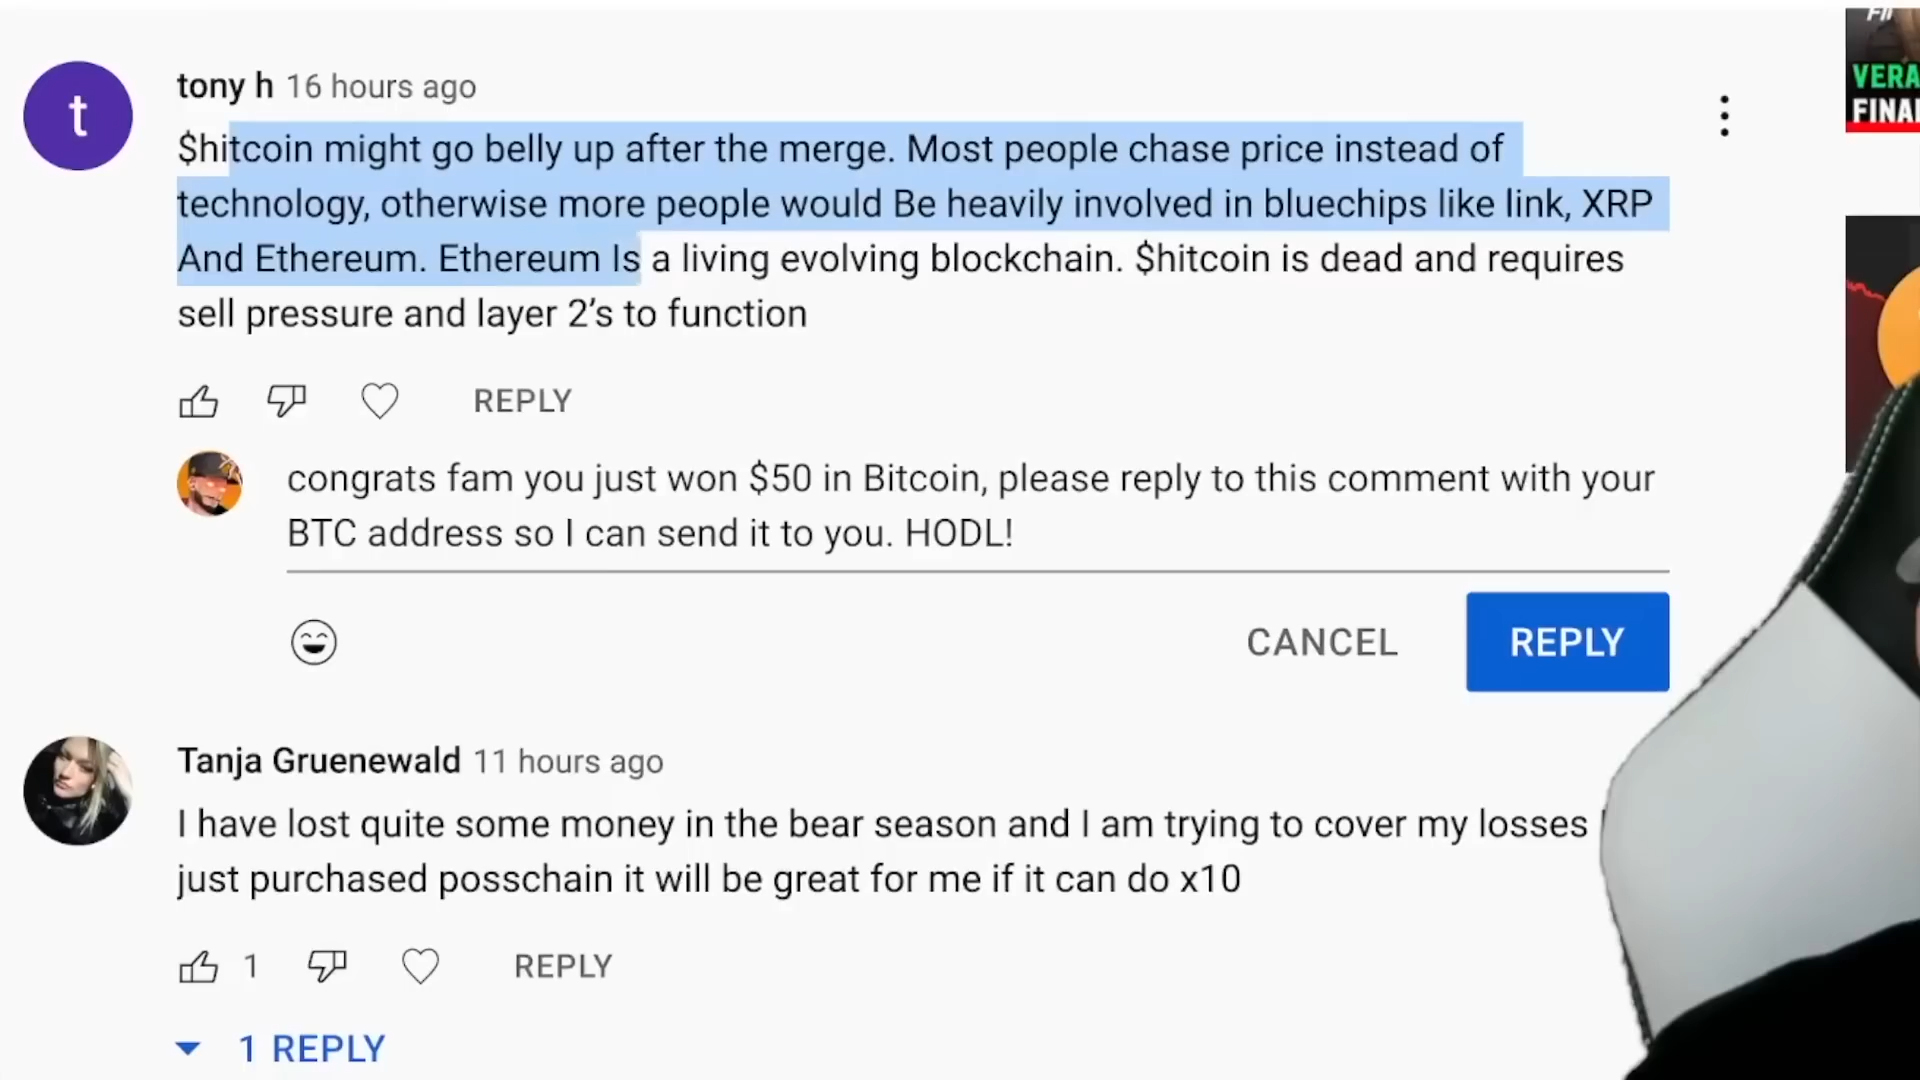 t
tony h 16 hours ago
$hitcoin might go belly up after the merge. Most people chase price instead of
technology, otherwise more people would Be heavily involved in bluechips like link, XRP
And Ethereum. Ethereum Is a living evolving blockchain. $hitcoin is dead and requires
sell pressure and layer 2’s to function
REPLY
congrats fam you just won $50 in Bitcoin, please reply to this comment with your
BTC address so I can send it to you. HODL!
CANCEL REPLY
Tanja Gruenewald 11 hours ago
I have lost quite some money in the bear season and I am trying to cover my losses
just purchased posschain it will be great for me if it can do x10
1 REPLY
1 REPLY
VERA
FINAL